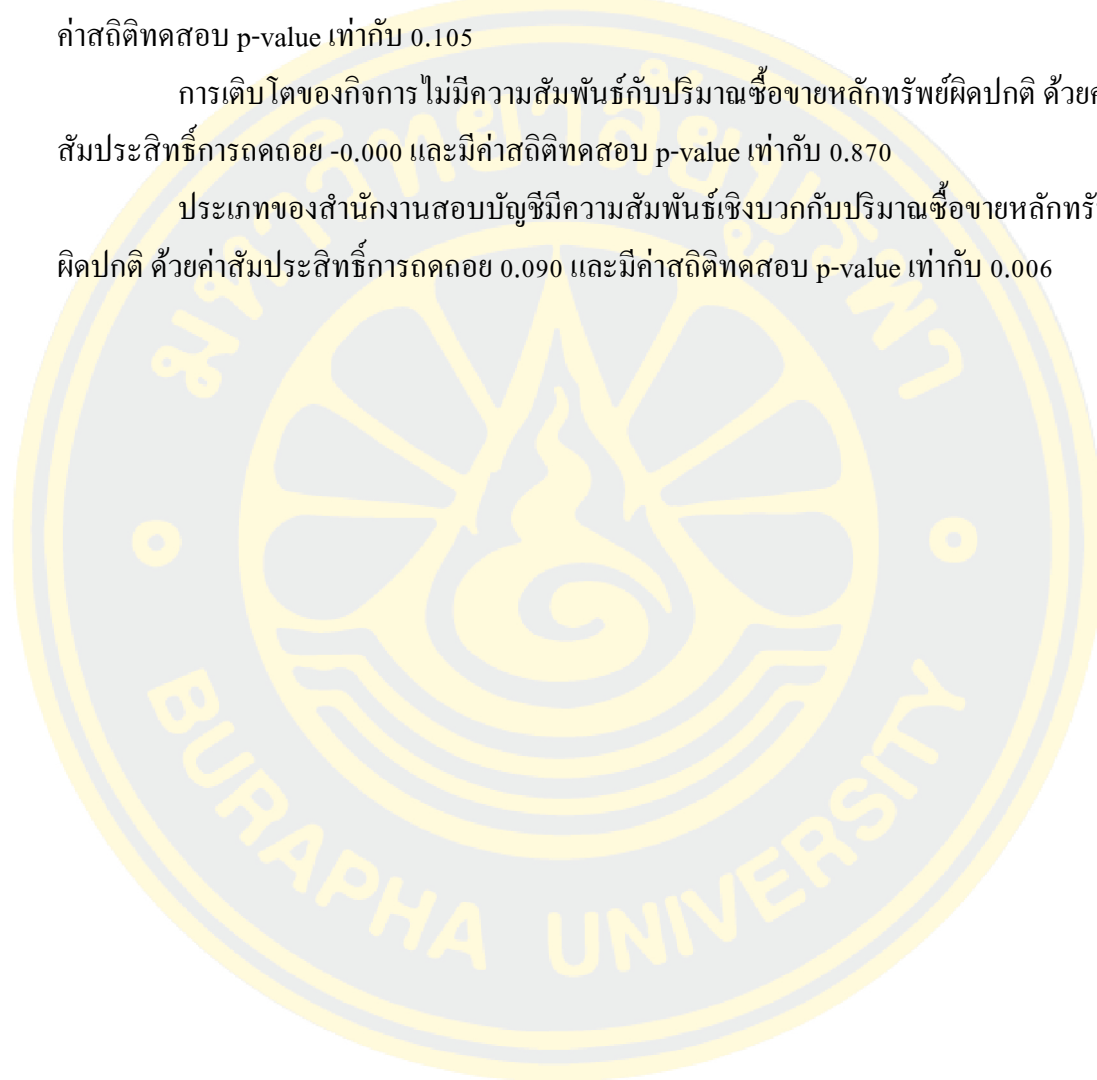 ค่าสถิติทดสอบ p-value เท่ากับ 0.105
การเติบโตของกิจการไม่มีความสัมพันธ์กับปริมาณซื้อขายหลักทรัพย์ผิดปกติ ด้วย
สัมประสิทธิ์การถดถอย -0.000 และมีค่าสถิติทดสอบ p-value เท่ากับ 0.870
ประเภทของสำนักงานสอบบัญชีมีความสัมพันธ์เชิงบวกกับปริมาณซื้อขาย
ผิดปกติ ด้วยค่าสัมประสิทธิ์การถดถอย 0.090 และมีค่าสถิติทดสอบ p-value เท่ากับ 0.006
มหาวิทยาลัยบูรพา
BURAPHA UNIVERSITY